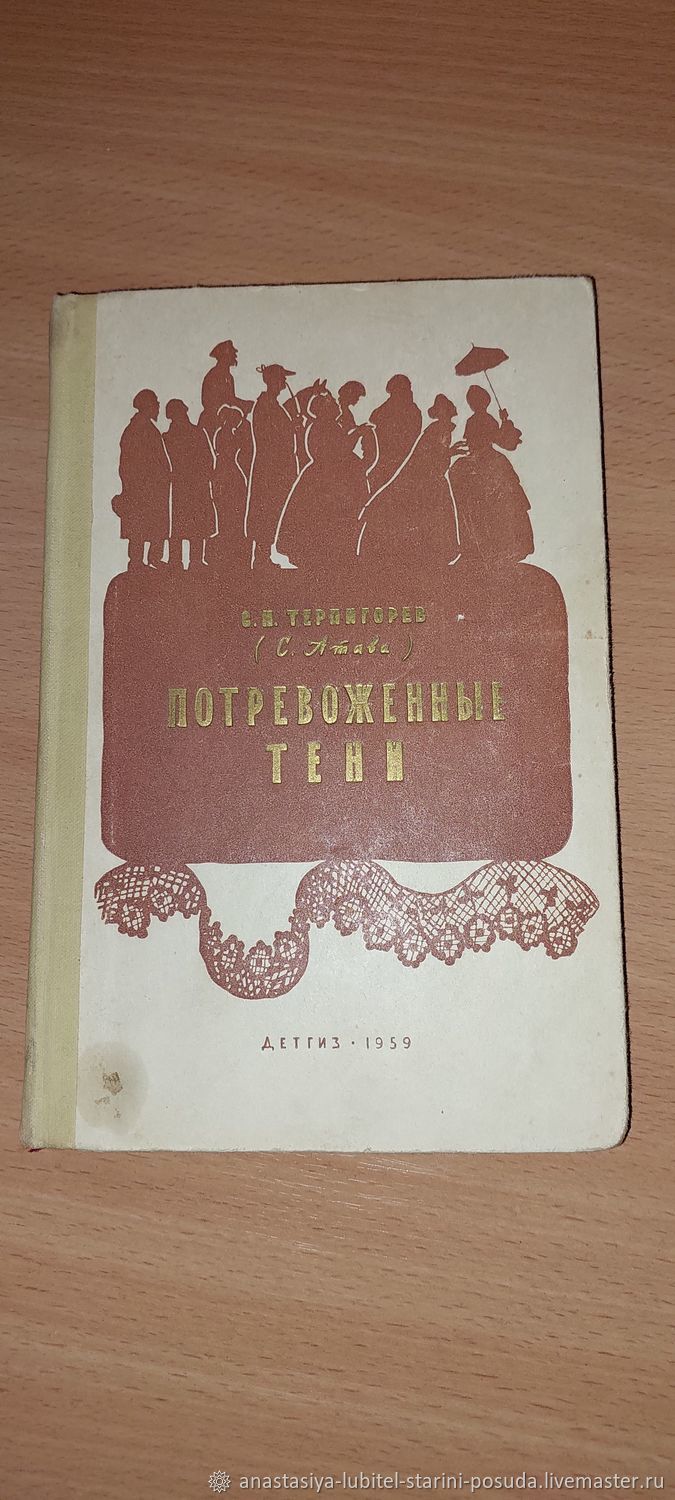 С.Н. ТЕРПИГОРЕВ
(С. Атава)
ПОТРЕВОЖЕННЫЕ
ТЕНИ
ДЕТГИЗ · 1959
anastasiya-lubitel-starini-posuda.livemaster.ru